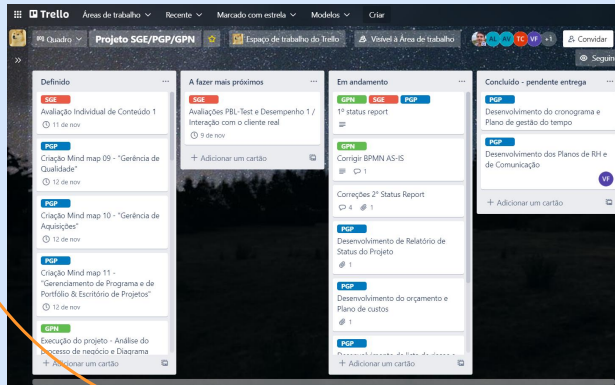 Trello
Áreas de trabalho
Recente
Marcado com estrela
Modelos
Criar
Quadro
Projeto SGE/PGP/GPN
Espaço de trabalho do Trello
Visível à Área de trabalho
AL
AV
TC
VF
+1
Convidar
Seguin
Definido
SGE
Avaliação Individual de Conteúdo 1
11 de nov
PGP
Criação Mind map 09 - "Gerência de
Qualidade"
12 de nov
PGP
Criação Mind map 10 - "Gerência de
Aquisições"
12 de nov
PGP
Criação Mind map 11 -
"Gerenciamento de Programa e de
Portfólio & Escritório de Projetos"
12 de nov
GPN
Execução do projeto - Análise do
processo de negócio e Diagrama
+ Adicionar um cartão
A fazer mais próximos
SGE
Avaliações PBL-Test e Desempenho 1 /
Interação com o cliente real
9 de nov
+ Adicionar um cartão
Em andamento
GPN SGE PGP
1º status report
GPN
Corrigir BPMN AS-IS
1
Correções 2º Status Report
4 1
PGP
Desenvolvimento de Relatório de
Status do Projeto
1
PGP
Desenvolvimento do orçamento e
Plano de custos
1
PGP
+ Adicionar um cartão
Concluído - pendente entrega
PGP
Desenvolvimento do cronograma e
Plano de gestão do tempo
PGP
Desenvolvimento dos Planos de RH e
de Comunicação
VF
+ Adicionar um cartão